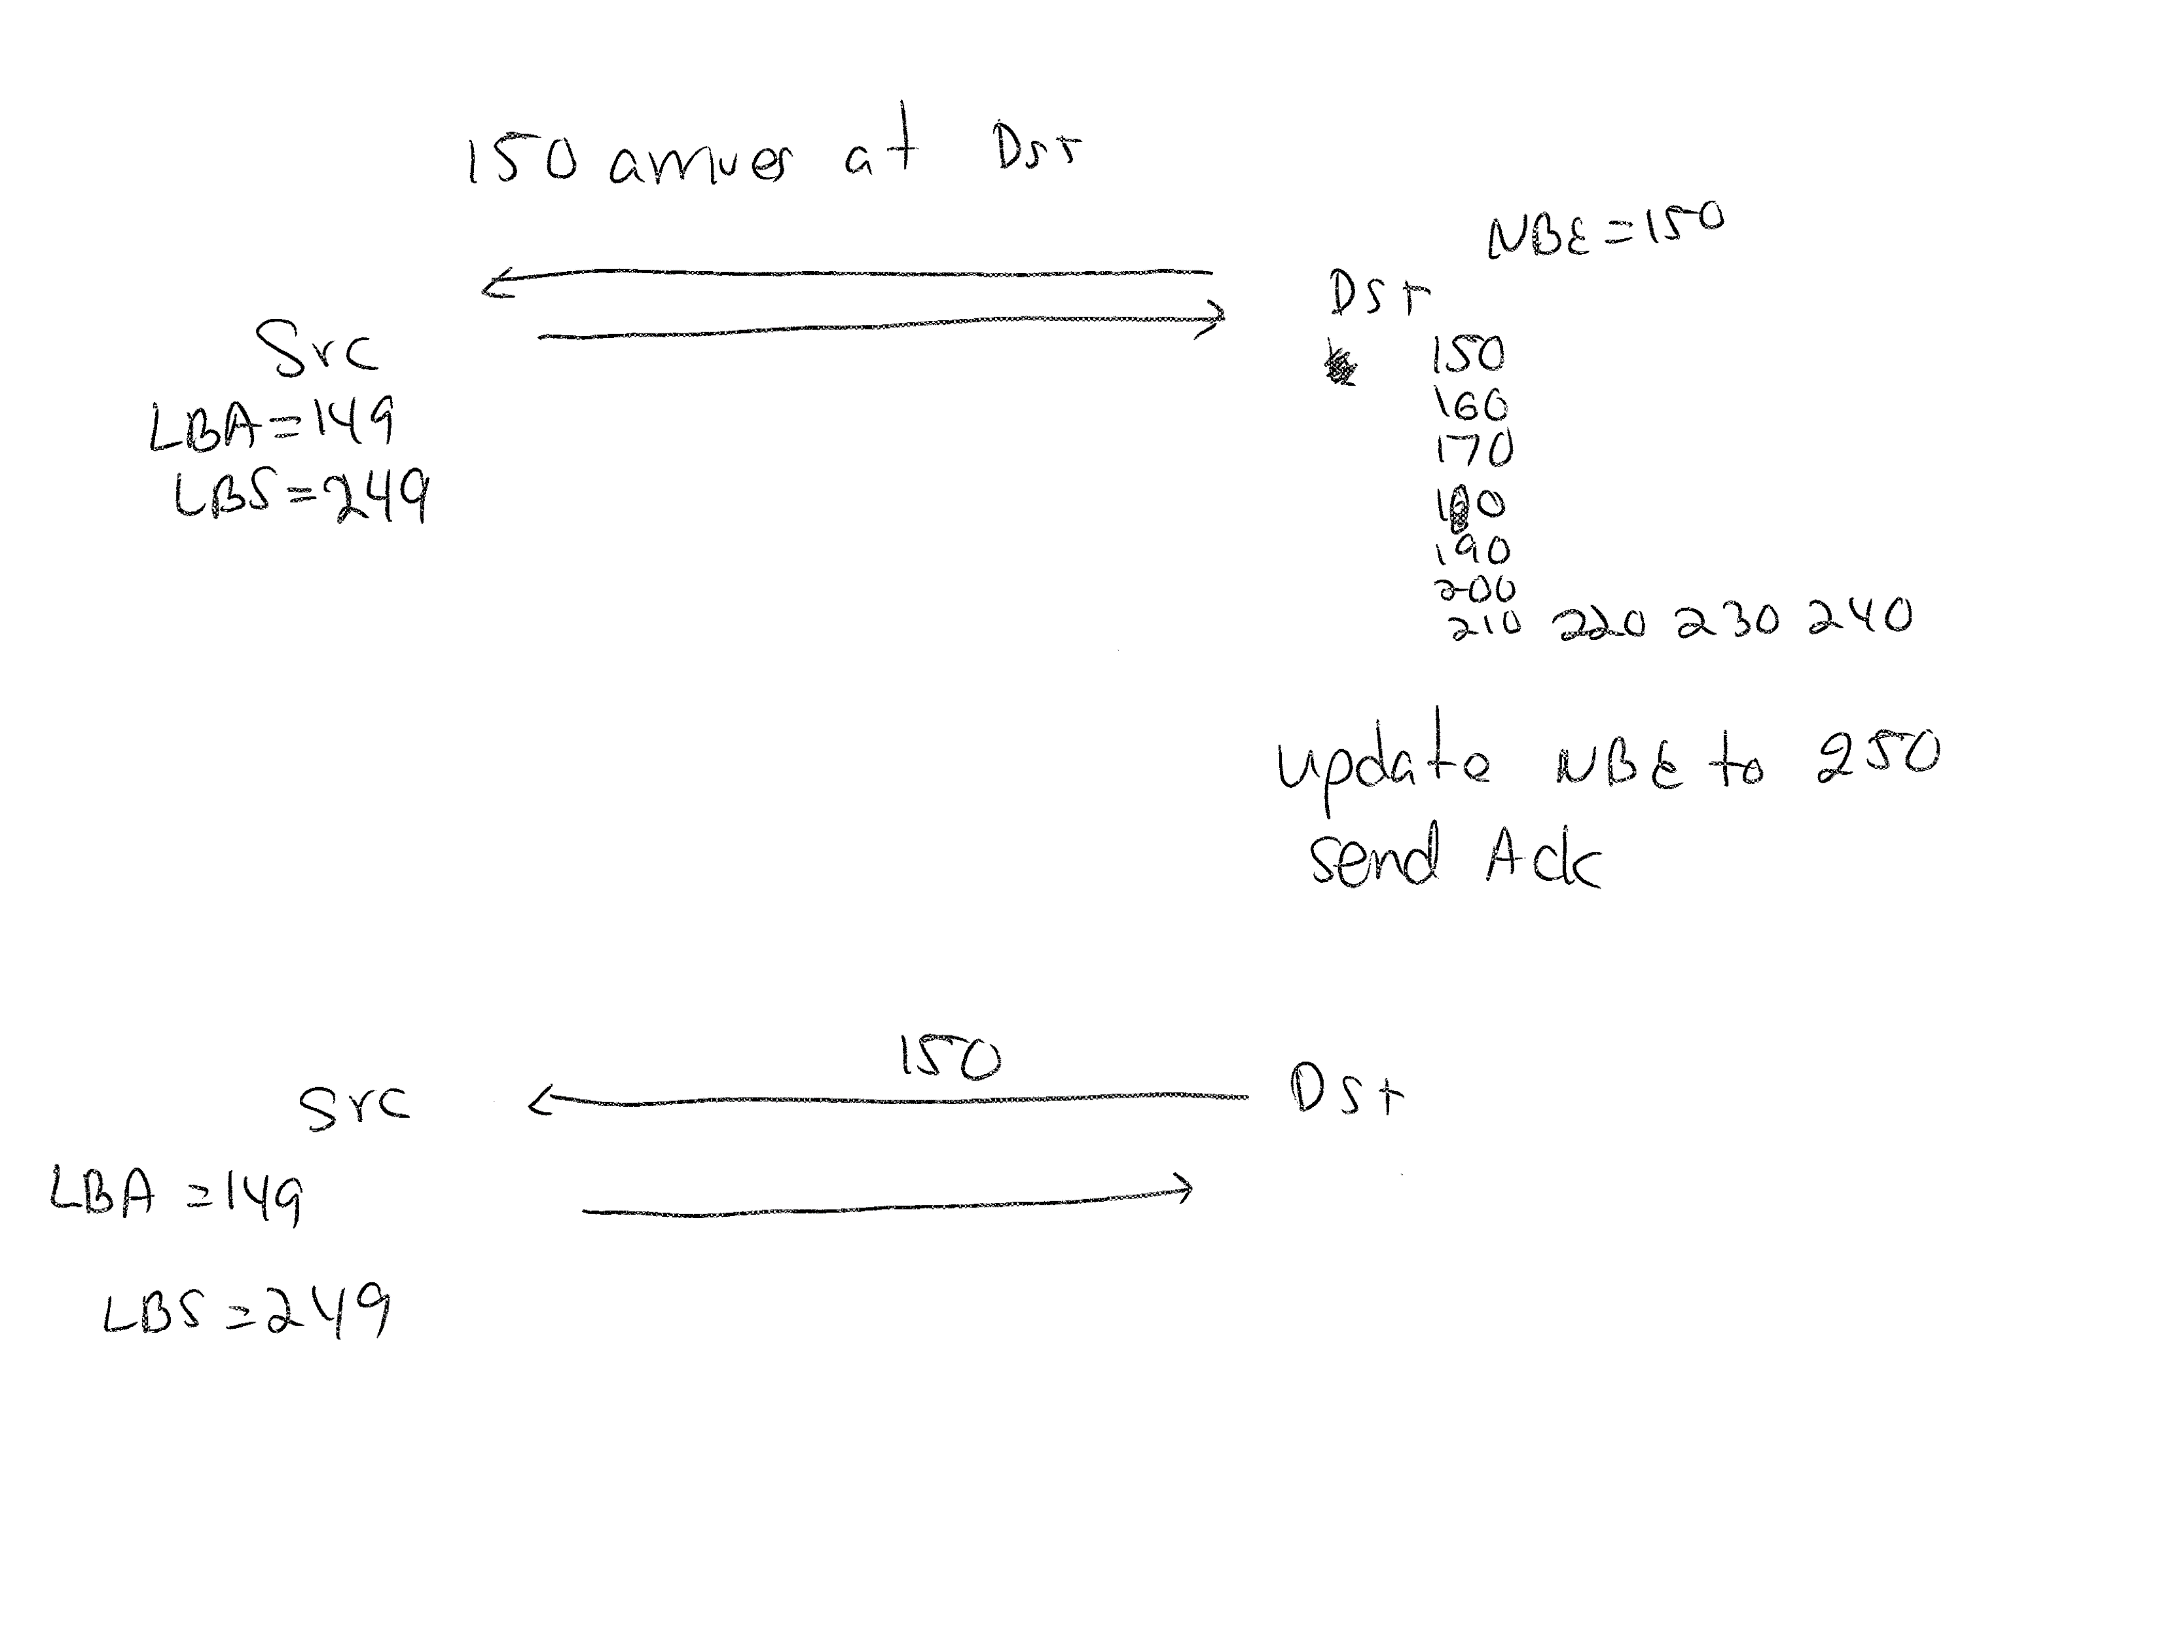 150 arrives at Dst
NBE=150
Dst
Src
LBA=149
LBS=249
150
160
170
180
190
200
210 220 230 240
update NBE to 250
send Ack
150
Src
Dst
LBA=149
LBS=249